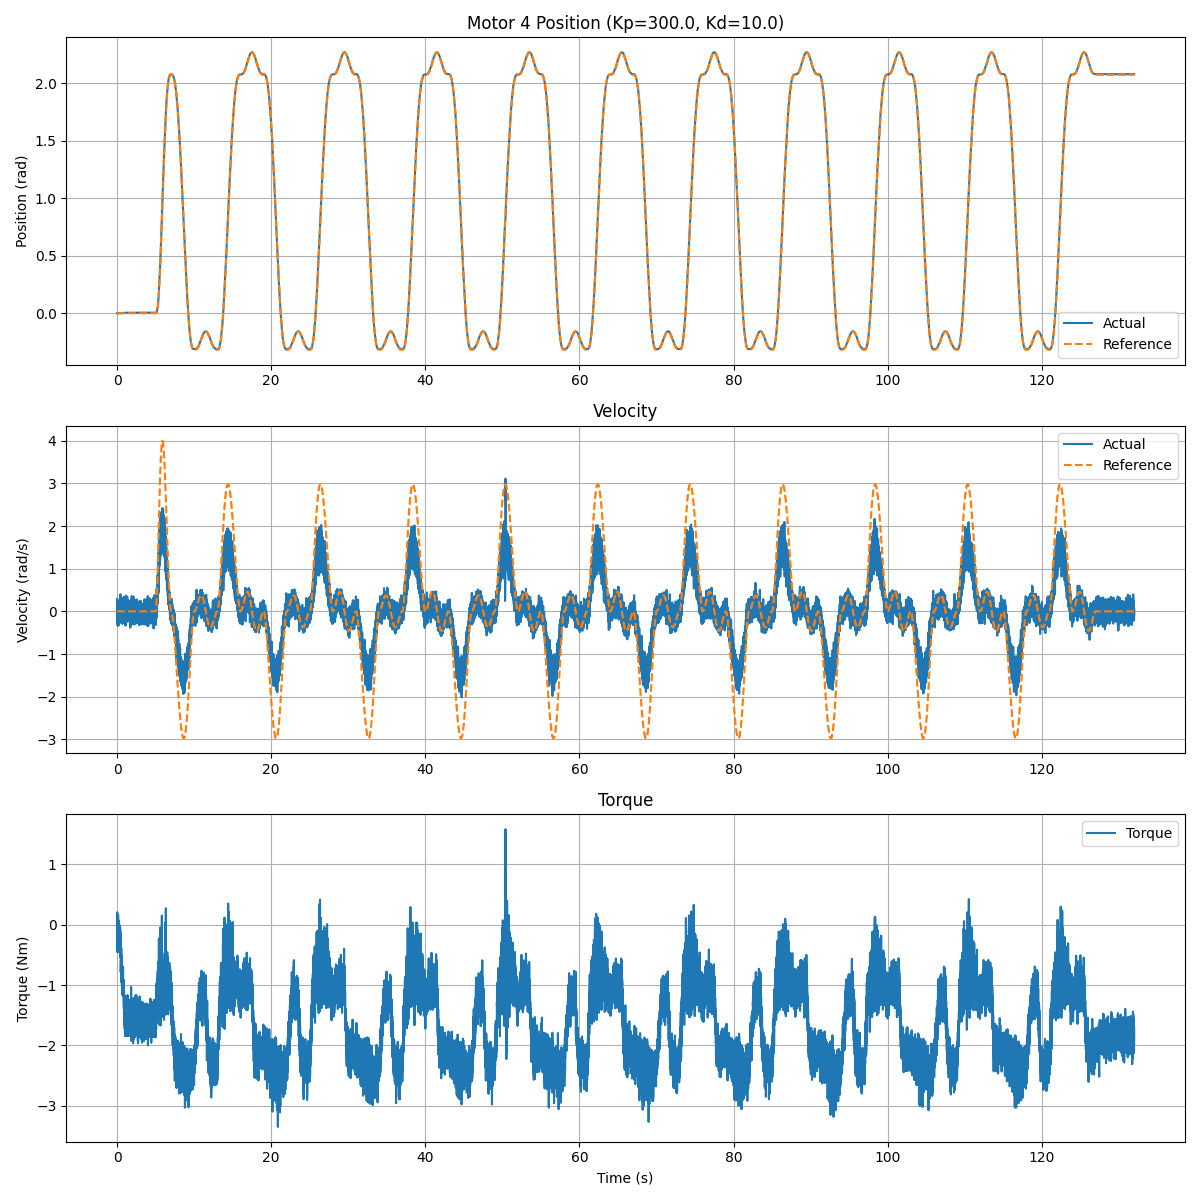 Motor 4 Position (Kp=300.0, Kd=10.0)
Position (rad)
2.0
1.5
1.0
0.5
0.0
Actual
Reference
0 20 40 60 80 100 120
Velocity
Velocity (rad/s)
4
3
2
1
0
−1
−2
−3
Actual
Reference
0 20 40 60 80 100 120
Torque
Torque (Nm)
1
0
−1
−2
−3
Torque
0 20 40 60 80 100 120
Time (s)